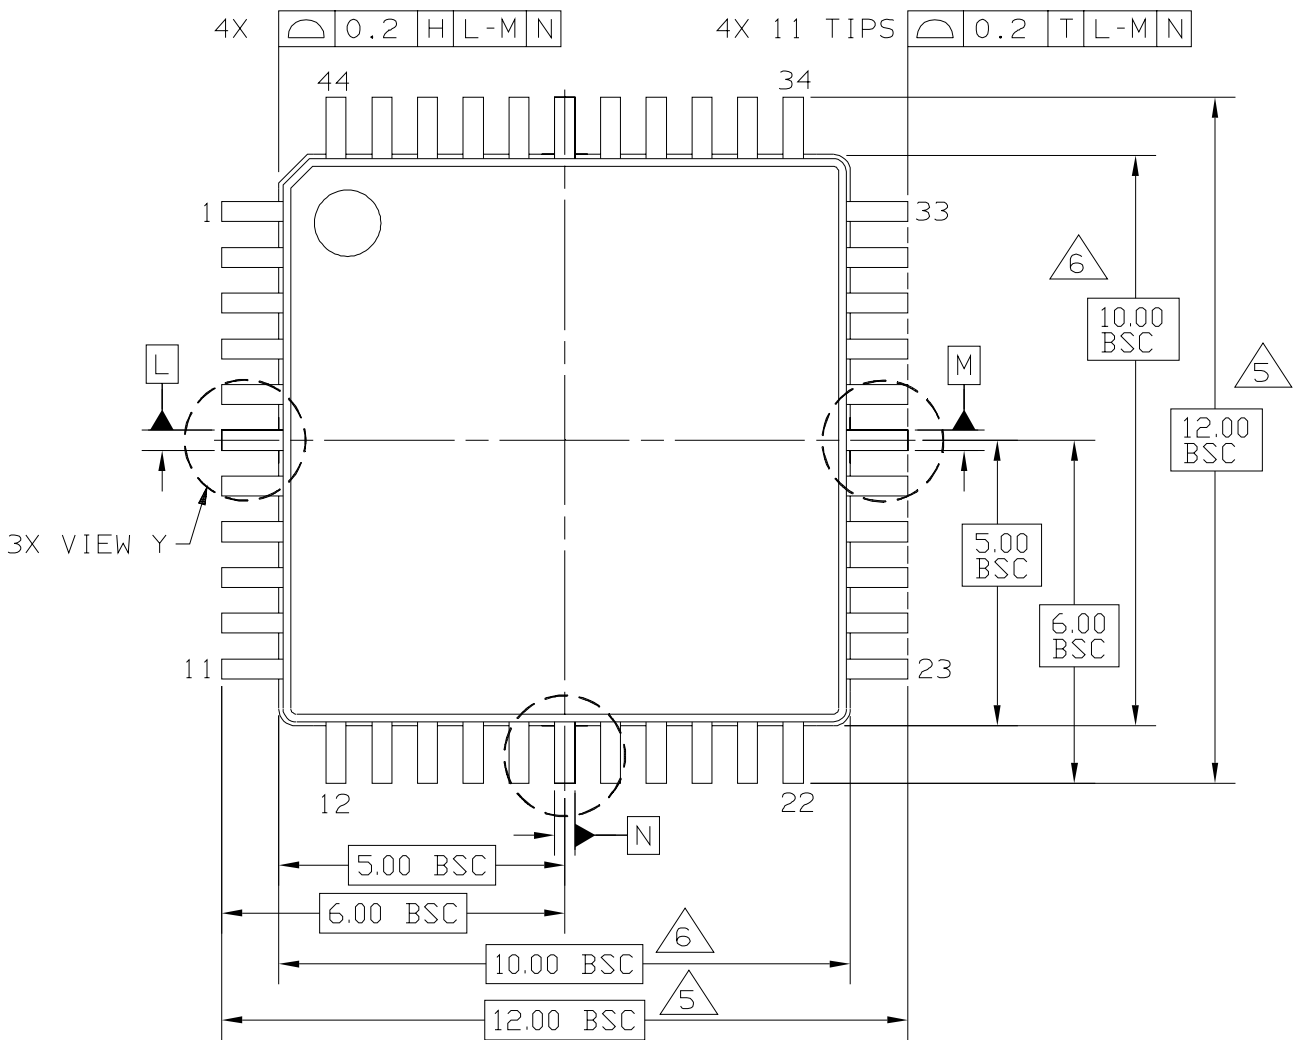 4X 0.2 H L-M N
4X 11 TIPS 0.2 T L-M N
44
34
1
33
6
10.00
BSC
L
M
5
12.00
BSC
3X VIEW Y
5.00
BSC
6.00
BSC
11
23
12
22
N
5.00 BSC
6.00 BSC
6
10.00 BSC
5
12.00 BSC